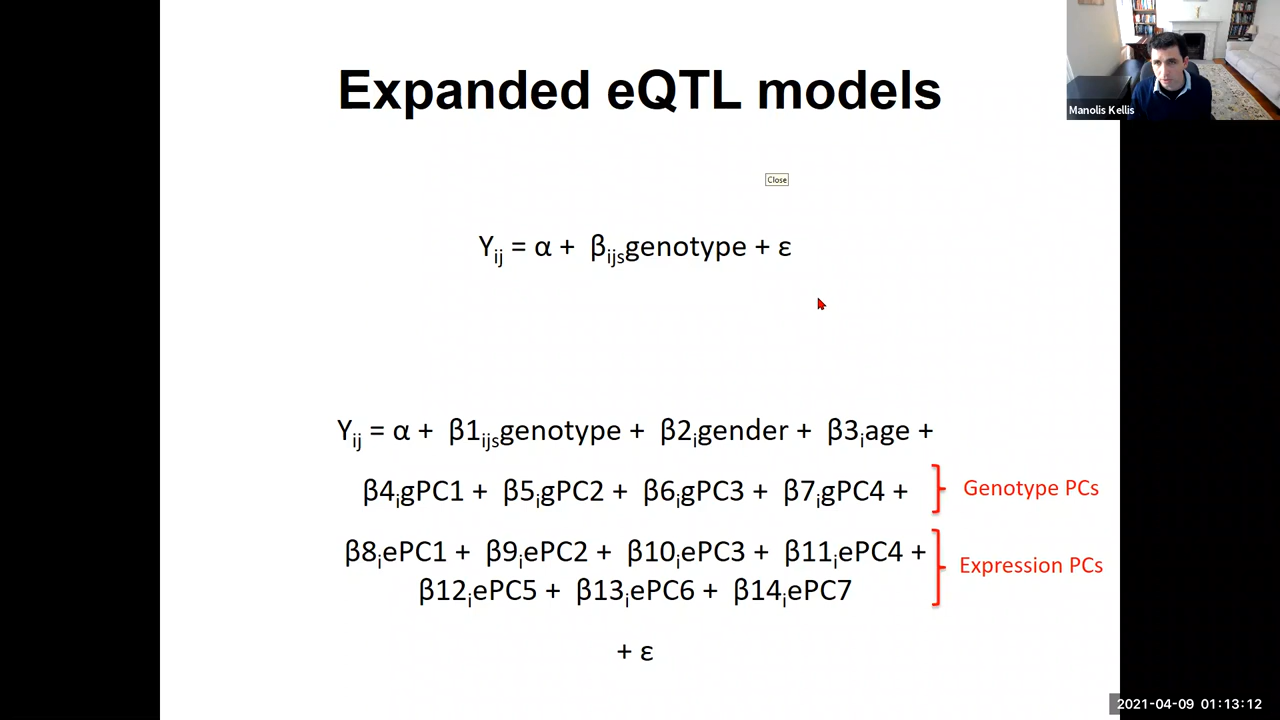 Expanded eQTL models
Manolis Kellis
Close
Yij = α + βijsgenotype + ε
Yij = α + β1ijsgenotype + β2igender + β3iage +
β4igPC1 + β5igPC2 + β6igPC3 + β7igPC4 +
Genotype PCs
β8iePC1 + β9iePC2 + β10iePC3 + β11iePC4 +
Expression PCs
β12iePC5 + β13iePC6 + β14iePC7
+ ε
2021-04-09 01:13:12